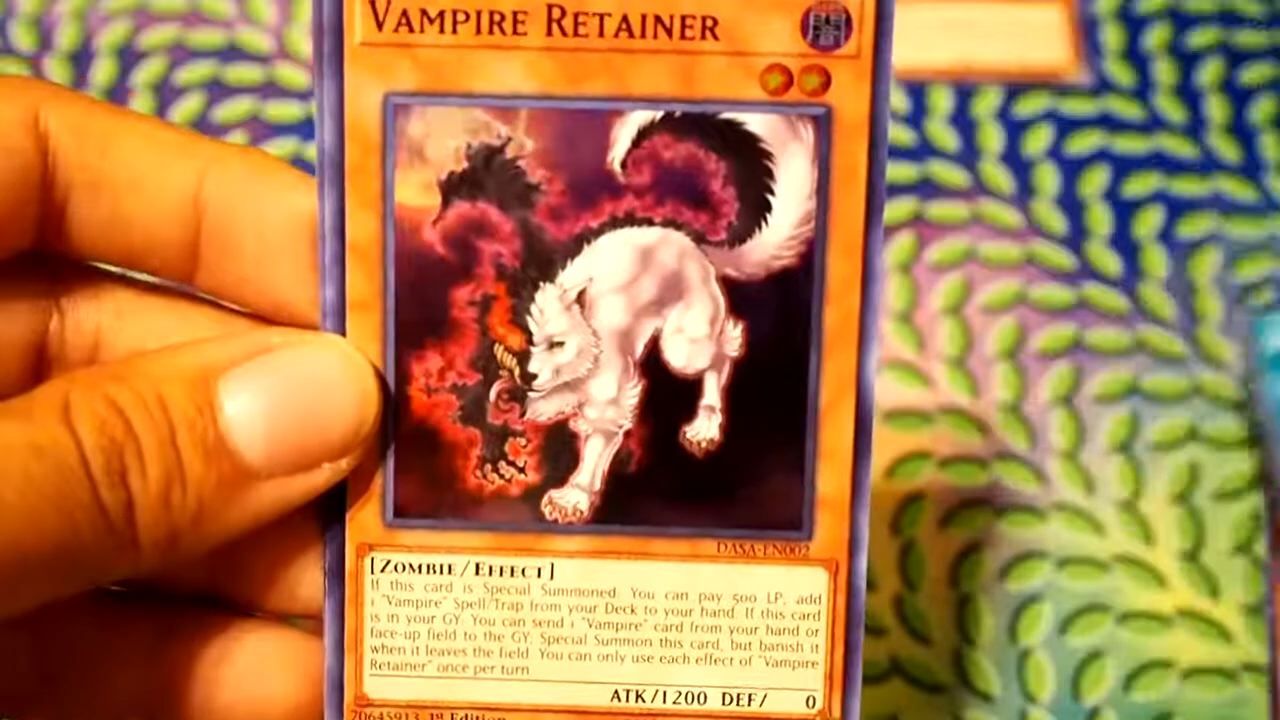 VAMPIRE RETAINER
闇
DASA-EN002
[ZOMBIE/EFFECT]
If this card is Special Summoned: You can pay 500 LP; add
1 "Vampire" Spell/Trap from your Deck to your hand. If this card
is in your GY: You can send 1 "Vampire" card from your hand or
face-up field to the GY; Special Summon this card, but banish it
when it leaves the field. You can only use each effect of "Vampire
Retainer" once per turn.
ATK/1200 DEF/ 0
70645913 1st Edition